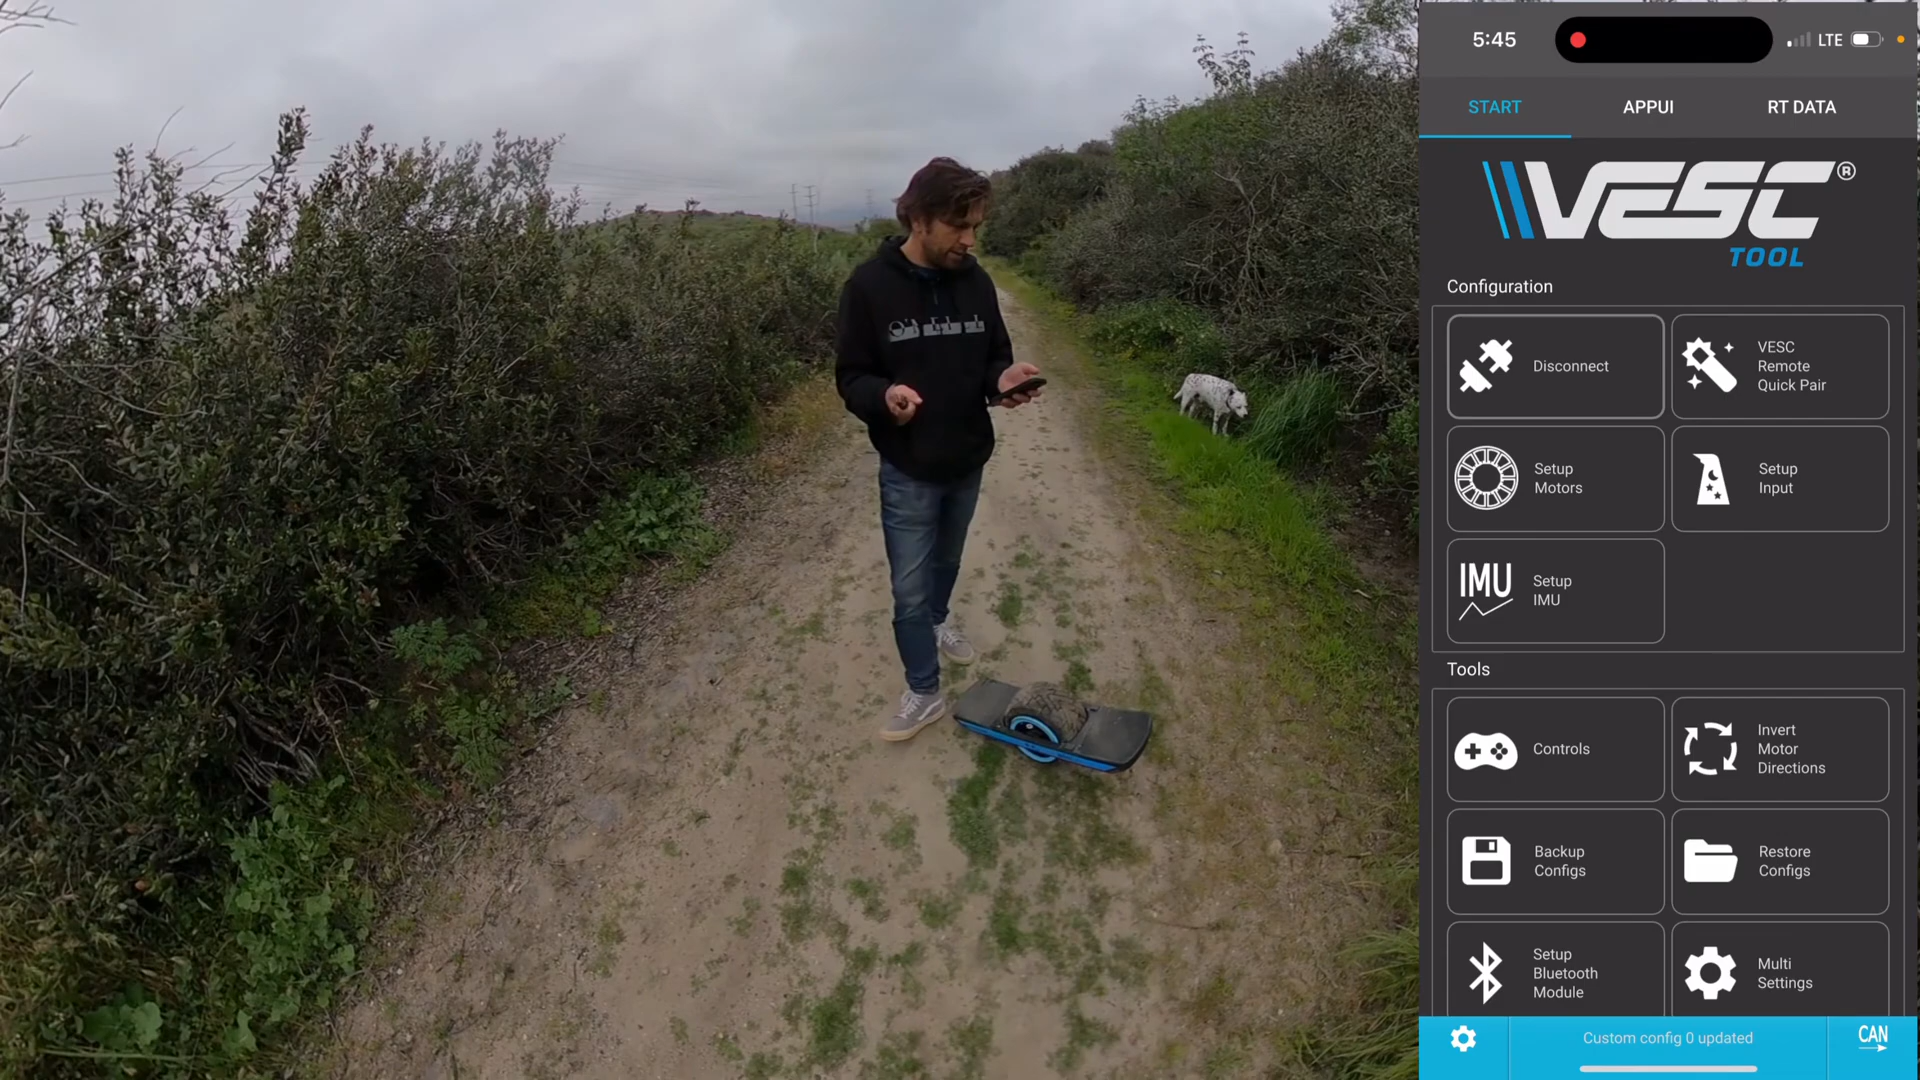 5:45
LTE
START
APPUI
RT DATA
VESC®
TOOL
Configuration
Disconnect
VESC
Remote
Quick Pair
Setup
Motors
Setup
Input
IMU
Setup
IMU
Tools
Controls
Invert
Motor
Directions
Backup
Configs
Restore
Configs
Setup
Bluetooth
Module
Multi
Settings
Custom config 0 updated
CAN